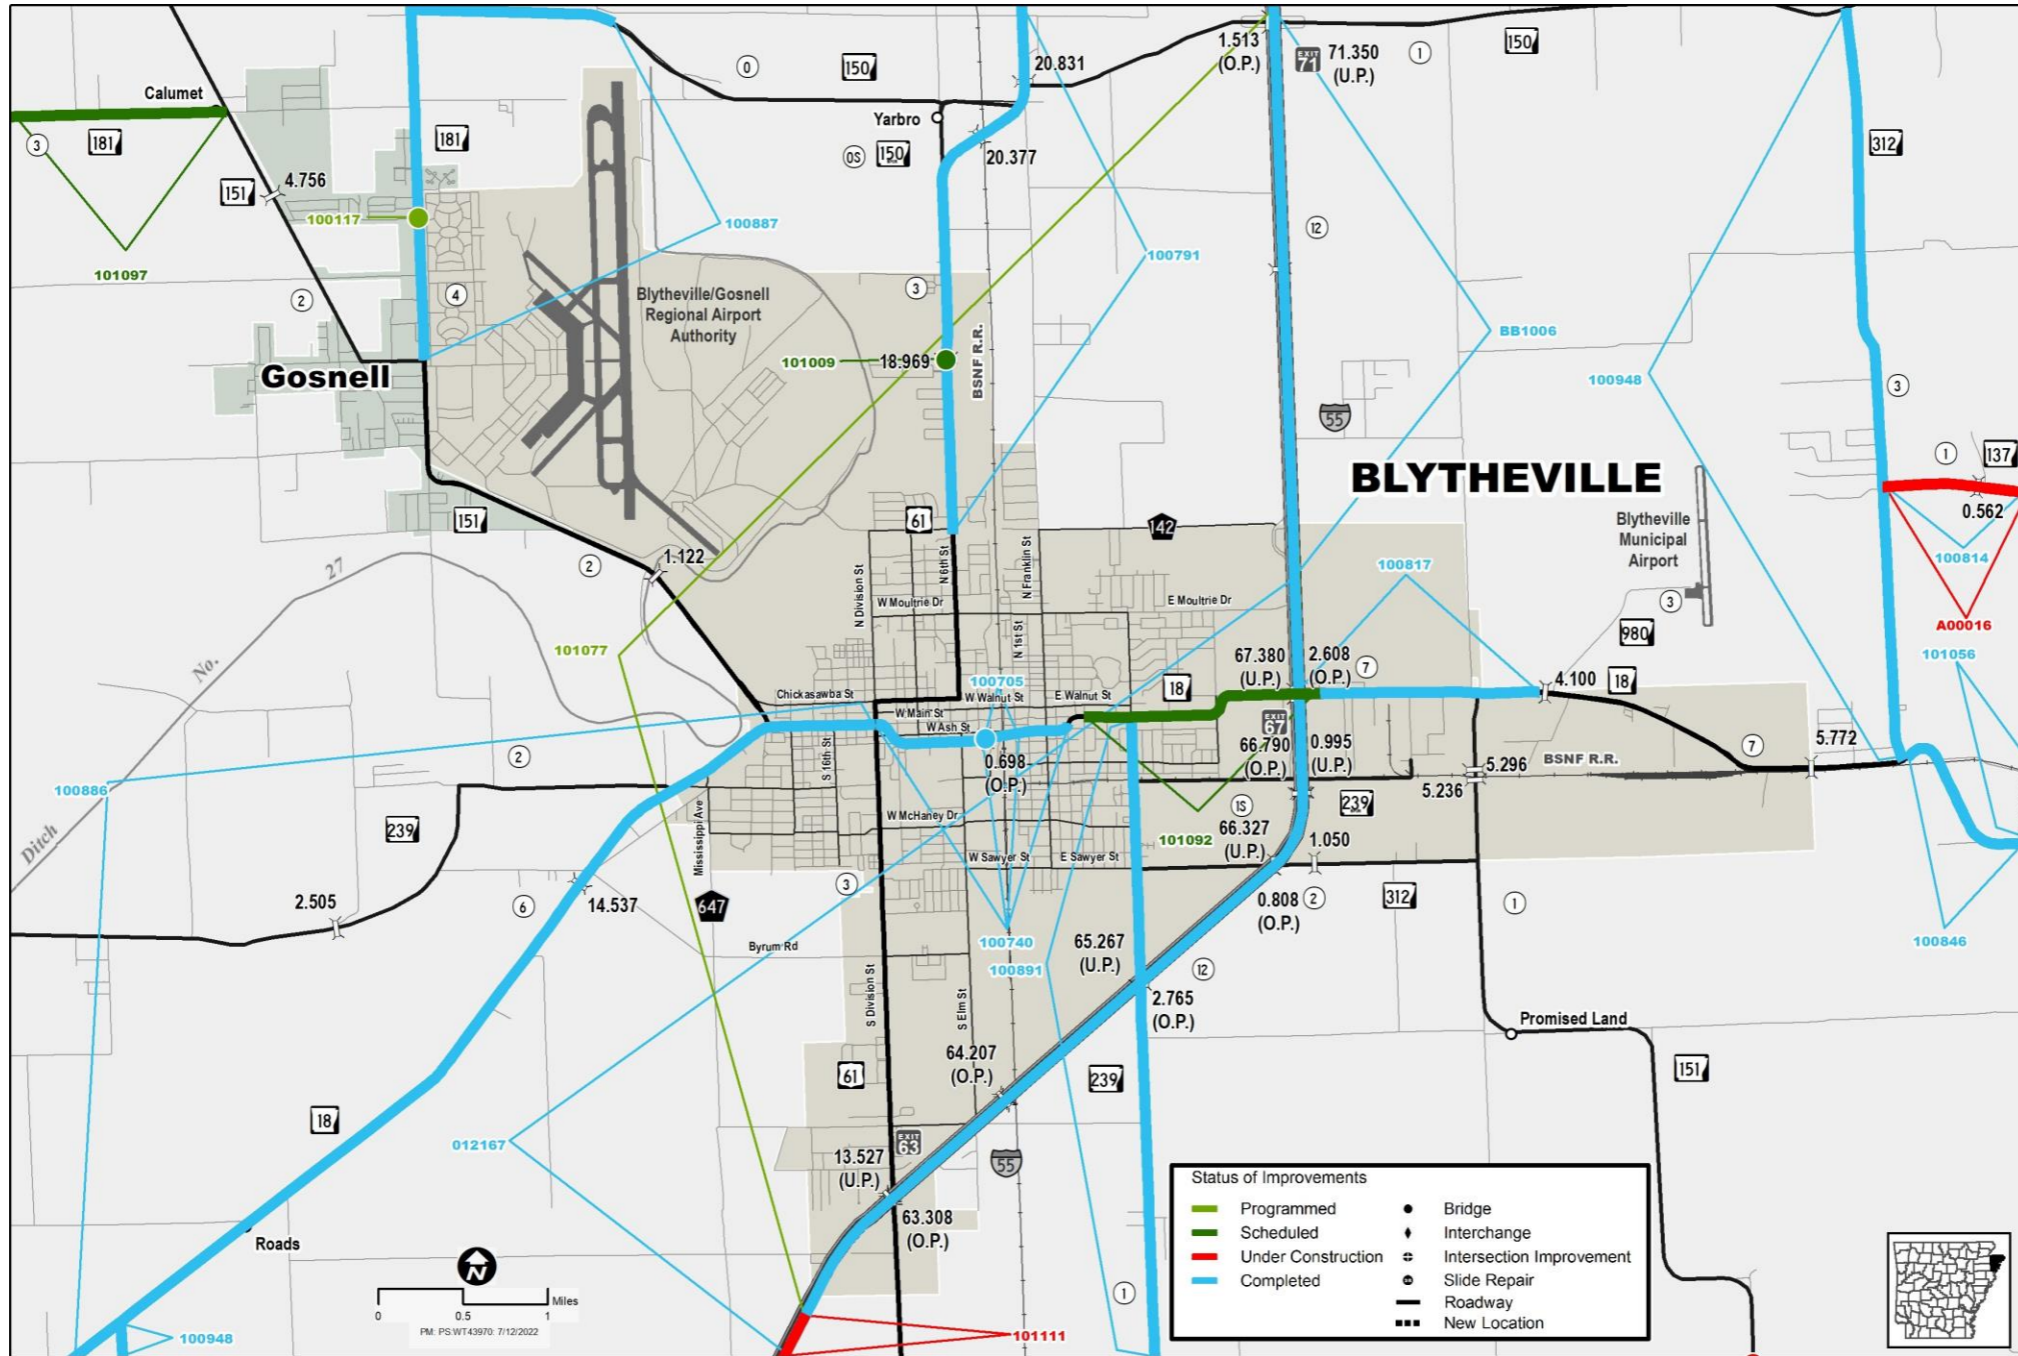 1.513
(O.P.)
EXIT
71
71.350
(U.P.)
1
150
0
150
20.831
Calumet
181
3
181
Yarbro
0S
150
20.377
312
151
4.756
100117
100887
12
101097
100791
2
4
Blytheville/Gosnell
Regional Airport
Authority
3
BB1006
BSNF R.R.
101009
18.969
100948
3
Gosnell
55
1
137
BLYTHEVILLE
0.562
151
61
142
Blytheville
Municipal
Airport
100814
27
2
1.122
N Division St
N 6th St
N Franklin St
100817
W Moultrie Dr
E Moultrie Dr
3
A00016
980
101077
N 1st St
101056
No.
67.380
(U.P.)
2.608
(O.P.)
7
100705
Chickasawba St
W Walnut St
E Walnut St
18
4.100
18
W Main St
W Ash St
EXIT
67
66.790
(O.P.)
0.995
(U.P.)
5.772
7
BSNF R.R.
2
S 16th St
0.698
(O.P.)
5.296
5.236
100886
239
Ditch
Mississippi Ave
W McHaney Dr
1S
239
66.327
(U.P.)
1.050
101092
W Sawyer St
E Sawyer St
3
2.505
6
14.537
647
0.808
(O.P.)
2
312
1
Byrum Rd
100740
65.267
(U.P.)
100891
12
100846
S Division St
S Elm St
2.765
(O.P.)
Promised Land
64.207
(O.P.)
61
239
151
18
012167
EXIT
63
13.527
(U.P.)
55
63.308
(O.P.)
Roads
N
0 0.5 1 Miles
PM: PS:WT43970: 7/12/2022
1
100948
101111
Status of Improvements
Programmed
Scheduled
Under Construction
Completed
Bridge
Interchange
Intersection Improvement
Slide Repair
Roadway
New Location